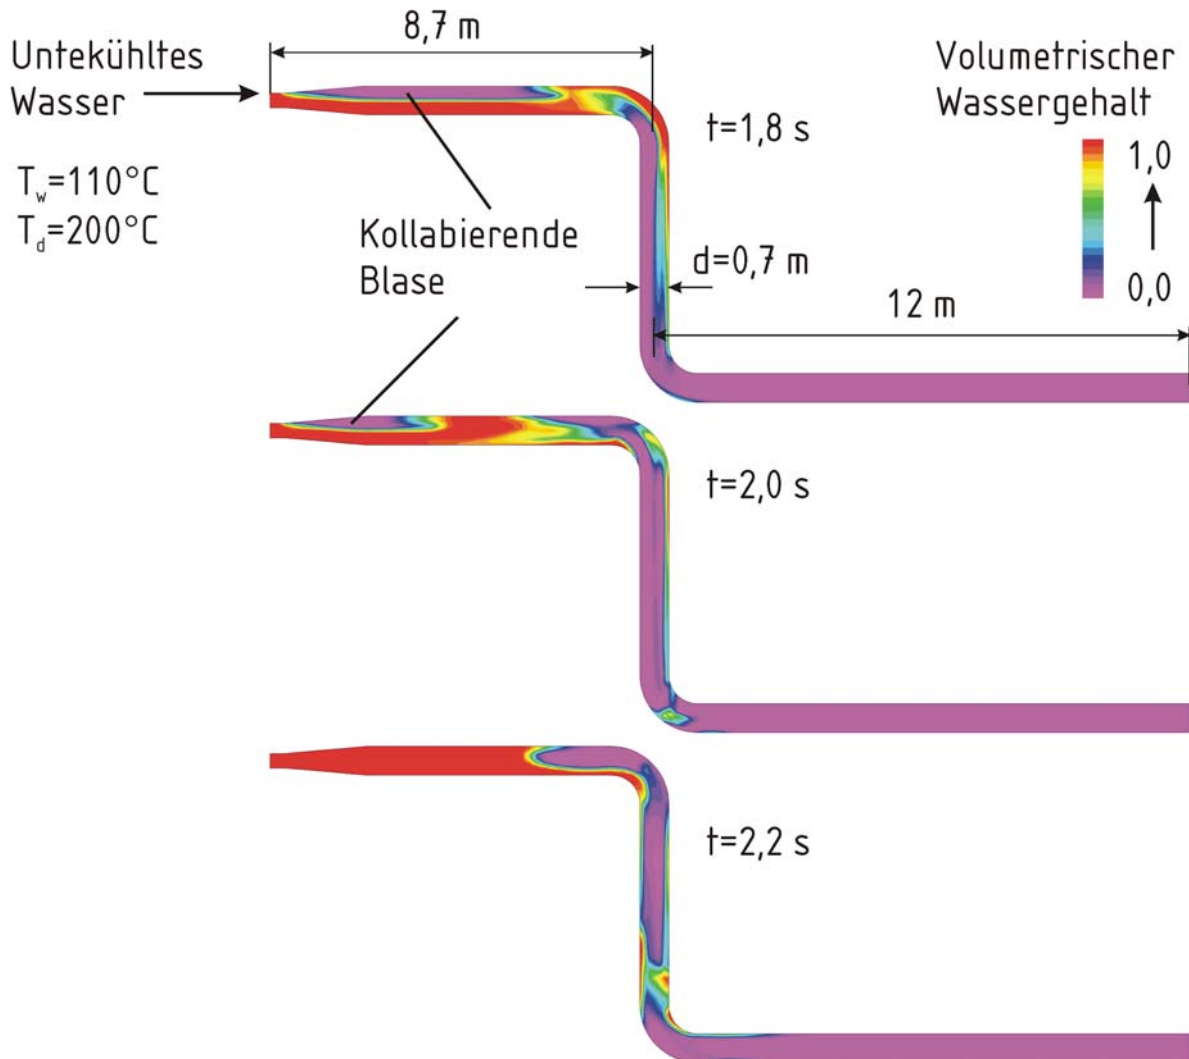 8,7 m
Untekühltes
Wasser
T_w=110°C
T_d=200°C
Kollabierende
Blase
t=1,8 s
d=0,7 m
12 m
Volumetrischer
Wassergehalt
1,0
0,0
t=2,0 s
t=2,2 s